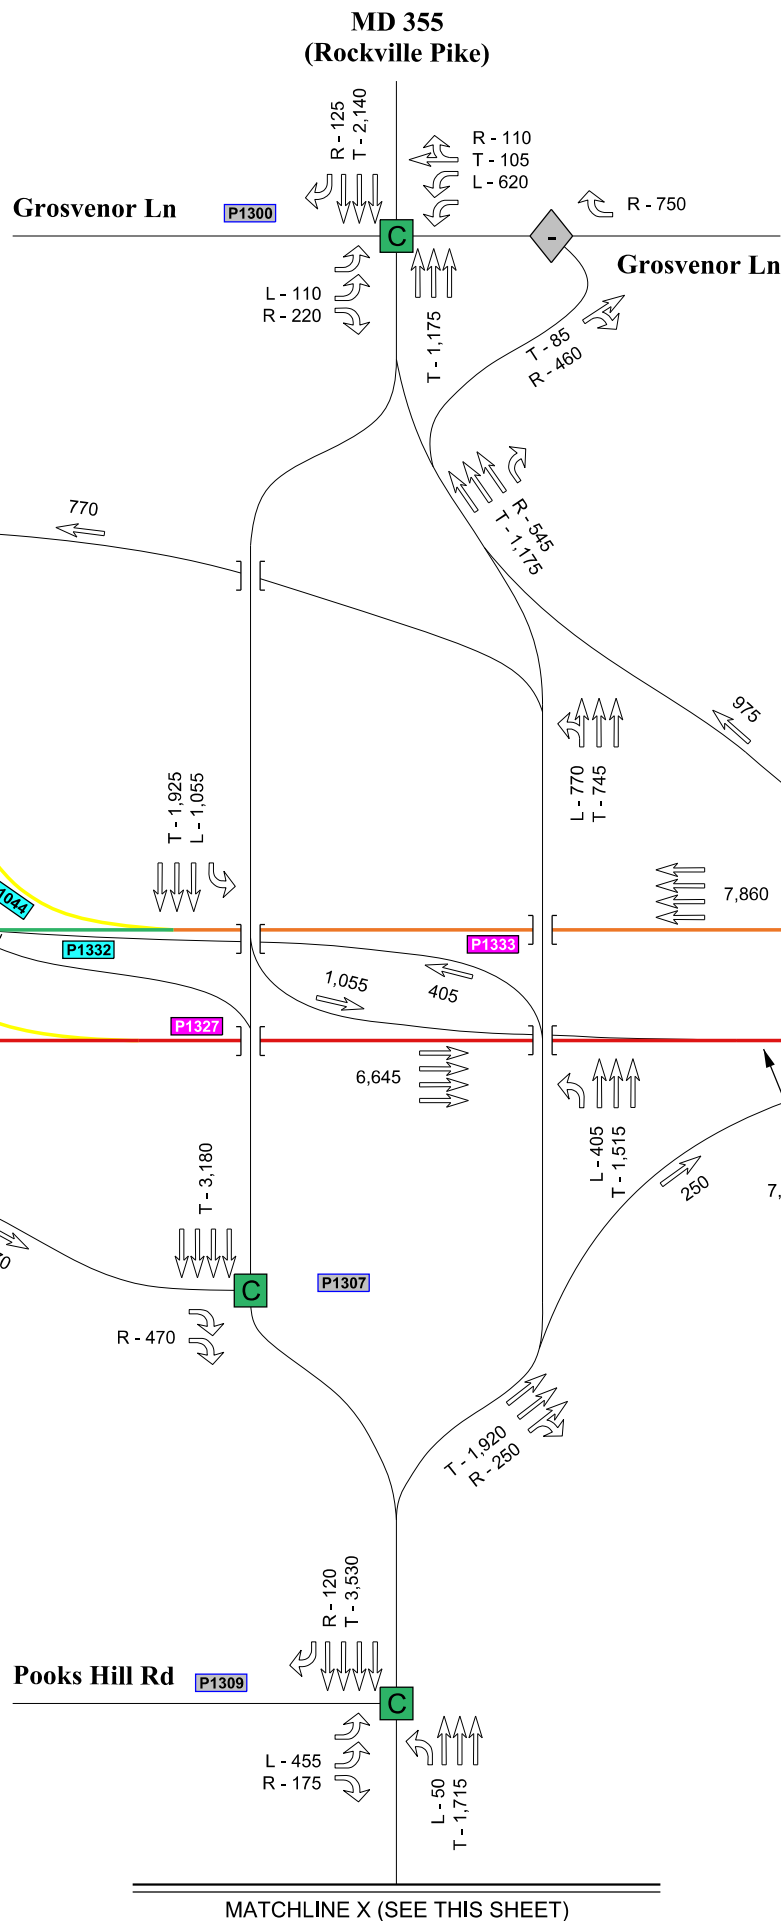 MD 355
(Rockville Pike)
R - 125
T - 2,140
R - 110
T - 105
L - 620
R - 750
Grosvenor Ln
P1300
C
-
Grosvenor Ln
L - 110
R - 220
T - 1,175
T - 85
R - 460
R - 545
T - 1,175
770
975
L - 770
T - 745
T - 1,925
L - 1,055
7,860
1044
P1332
P1333
1,055
405
P1327
6,645
L - 405
T - 1,515
250
7,
T - 3,180
P1307
C
R - 470
T - 1,920
R - 250
R - 120
T - 3,530
Pooks Hill Rd
P1309
C
L - 455
R - 175
L - 50
T - 1,715
MATCHLINE X (SEE THIS SHEET)